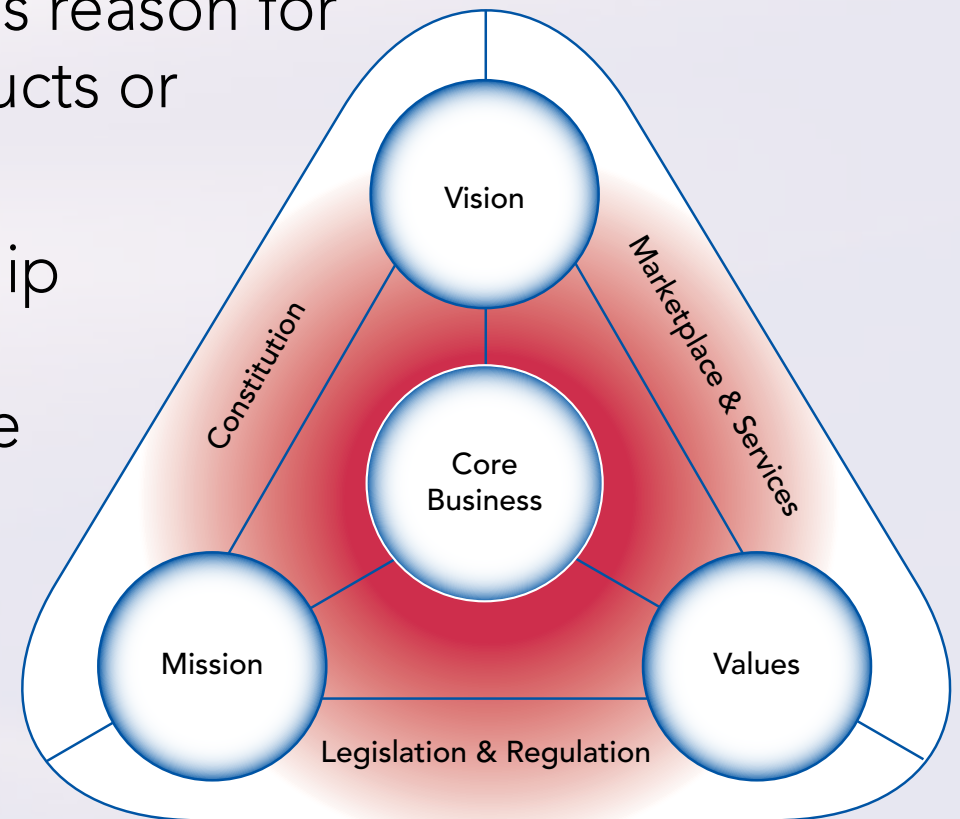 s reason for
ucts or
ip
e
Vision
Constitution
Marketplace & Services
Core
Business
Mission
Values
Legislation & Regulation